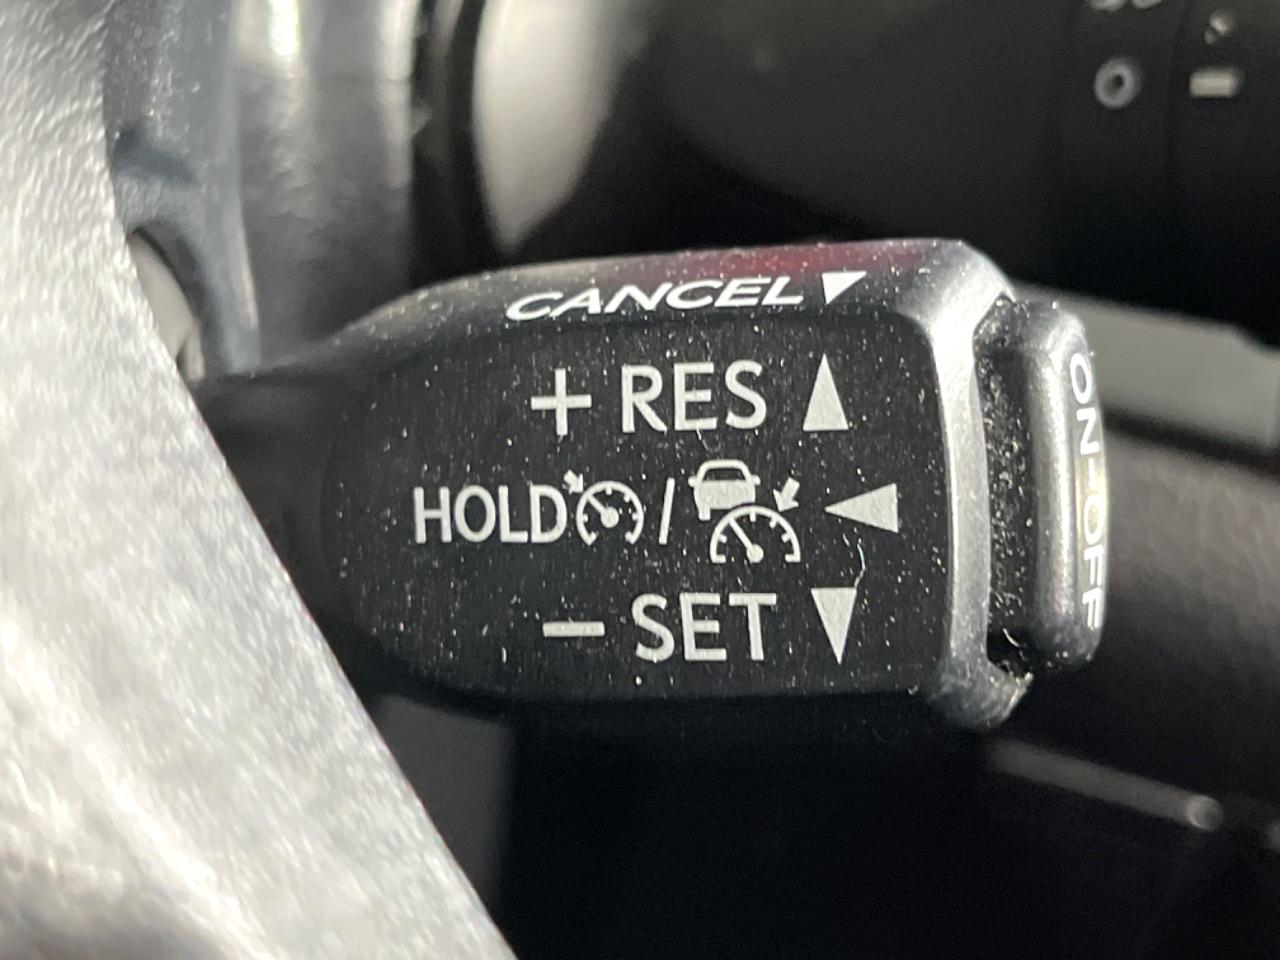 CANCEL▼
+ RES ▲
HOLD / ◀
− SET ▼
ON-OFF